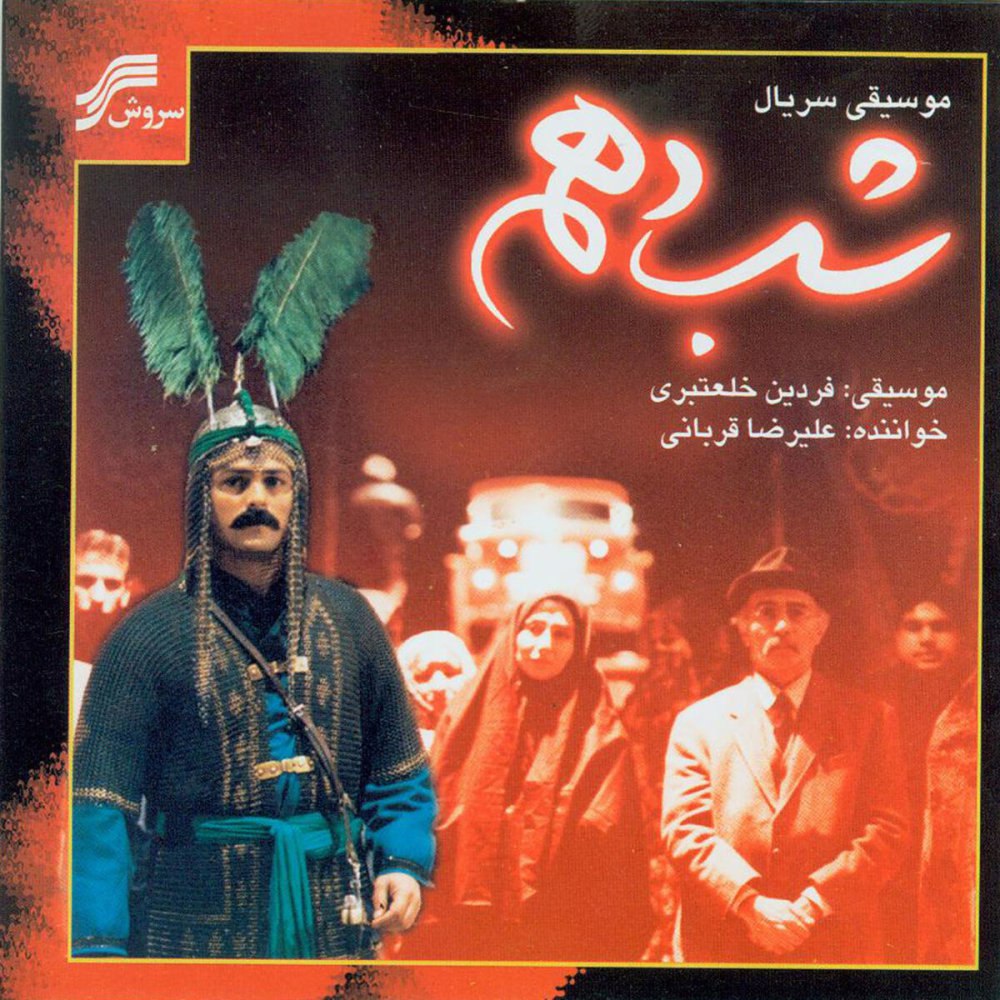 موسیقی سریال
شب دهم
موسیقی: فردین خلعتبری
خواننده: علیرضا قربانی
سروش